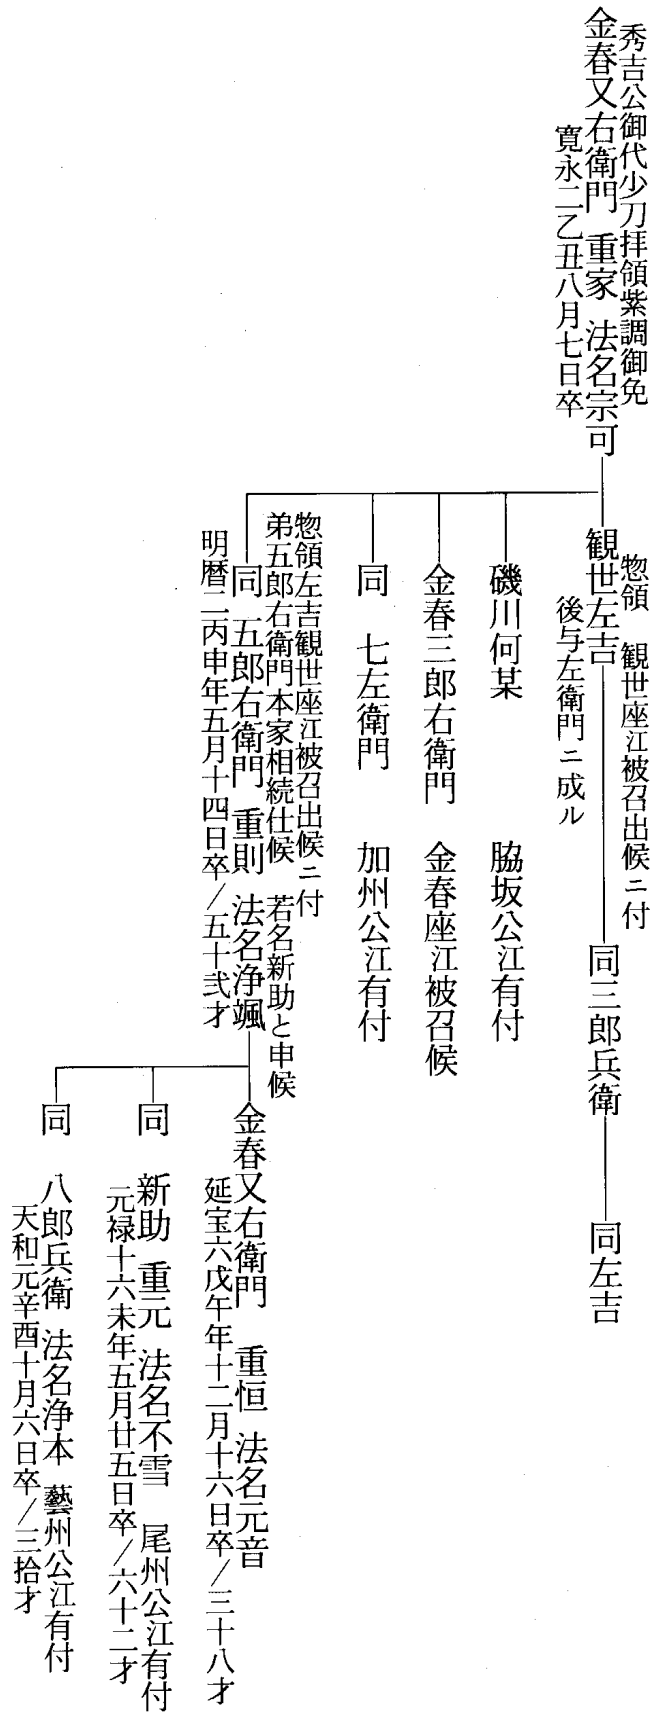 秀吉公御代少刀拝領紫調御免
金春又右衛門　重家　法名宗可
寛永二乙丑八月七日卒
惣領　観世座江被召出候ニ付
観世左吉
後与左衛門ニ成ル
同三郎兵衛
同左吉
磯川何某　脇坂公江有付
金春三郎右衛門　金春座江被召候
同　七左衛門　加州公江有付
惣領左吉観世座江被召出候ニ付
弟五郎右衛門本家相続仕候　若名新助と申候
同　五郎右衛門　重則　法名浄颯
明暦二丙申年五月十四日卒/五十弐才
金春又右衛門　重恒　法名元音
延宝六戊午年十二月十六日卒/三十八才
同　新助　重元　法名不雪　尾州公江有付
元禄十六未年五月廿五日卒/六十二才
同　八郎兵衛　法名浄本　藝州公江有付
天和元辛酉十月六日卒/三拾才